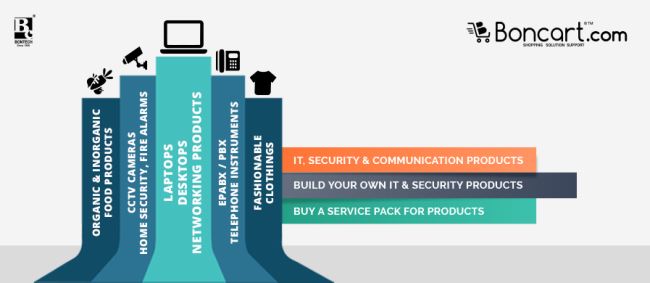 BONTECH
Since 1998
Boncart.com
SHOPPING SOLUTION SUPPORT
ORGANIC & INORGANIC
FOOD PRODUCTS
CCTV CAMERAS
HOME SECURITY, FIRE ALARMS
LAPTOPS
DESKTOPS
NETWORKING PRODUCTS
EPABX / PBX
TELEPHONE INSTRUMENTS
FASHIONABLE
CLOTHINGS
IT, SECURITY & COMMUNICATION PRODUCTS
BUILD YOUR OWN IT & SECURITY PRODUCTS
BUY A SERVICE PACK FOR PRODUCTS